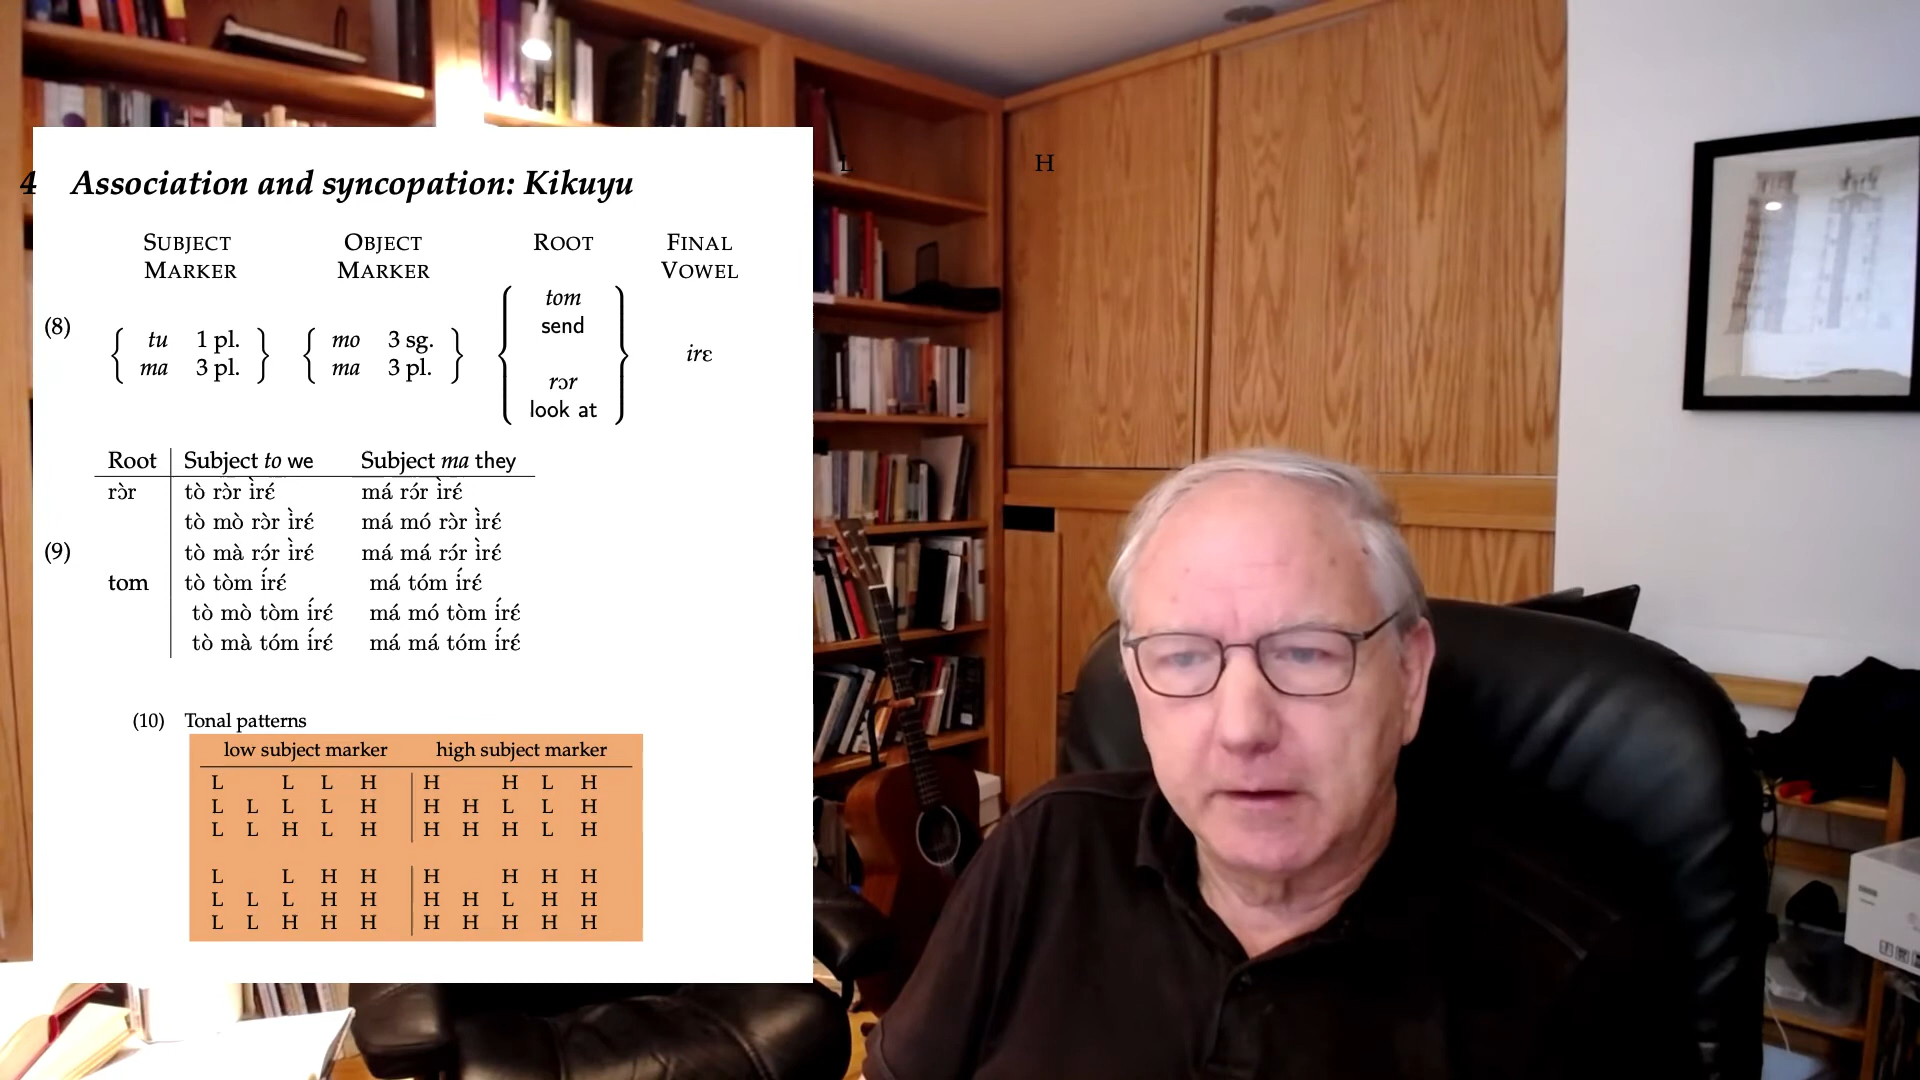 L H
4 Association and syncopation: Kikuyu
SUBJECT MARKER OBJECT MARKER ROOT FINAL VOWEL
(8)
tu 1 pl.
ma 3 pl.
mo 3 sg.
ma 3 pl.
tom
send
rɔr
look at
irɛ
(9)
Root Subject to we Subject ma they
rɔ̀r tò rɔ̀r ìrɛ́ má rɔ́r ìrɛ́
tò mò rɔ̀r ìrɛ́ má mó rɔ̀r ìrɛ́
tò mà rɔ́r ìrɛ́ má má rɔ́r ìrɛ́
tom tò tòm írɛ́ má tóm írɛ́
tò mò tòm írɛ́ má mó tòm írɛ́
tò mà tóm írɛ́ má má tóm írɛ́
(10) Tonal patterns
low subject marker high subject marker
L L L H H H L H
L L L L H H H L L H
L L H L H H H H L H
L L H H H H H H
L L L H H H H L H H
L L H H H H H H H H